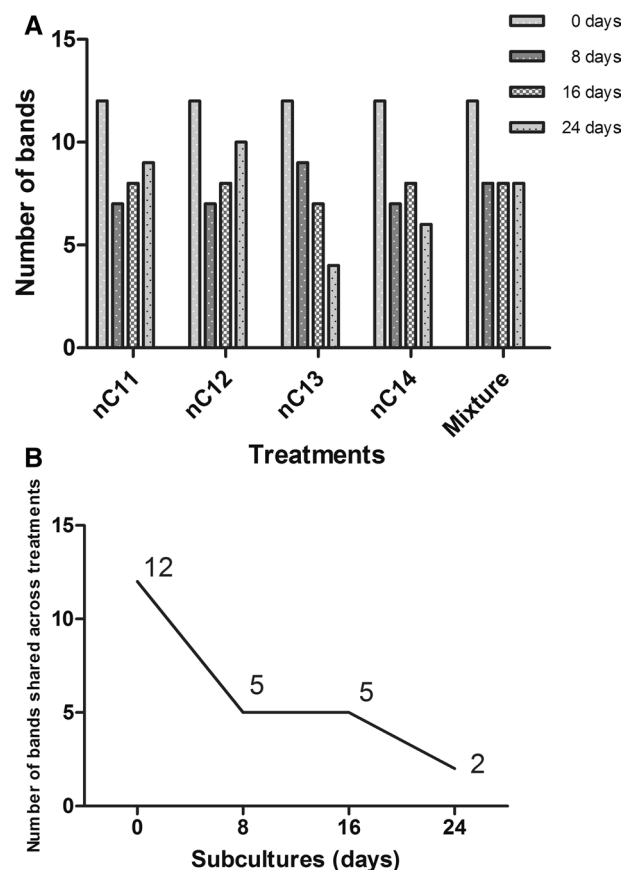 A
0 days
8 days
16 days
24 days
15
10
5
0
Number of bands
nC11
nC12
nC13
nC14
Mixture
Treatments
B
Number of bands shared across treatments
15
10
5
0
12
5
5
2
0
8
16
24
Subcultures (days)